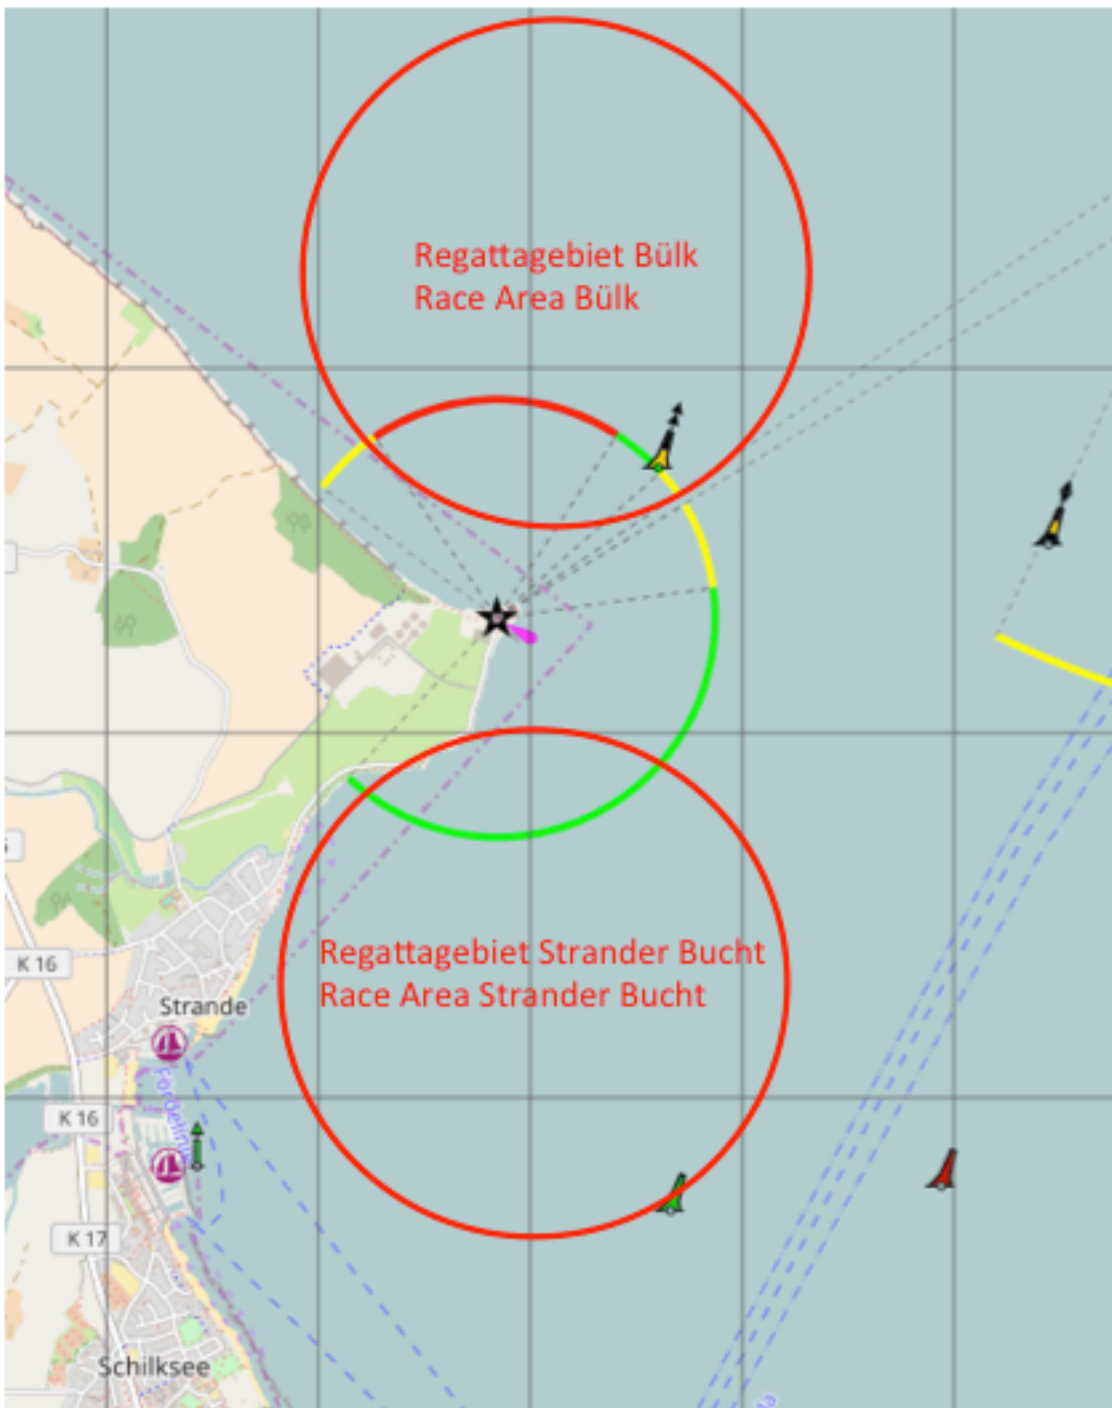 Regattagebiet Bülk
Race Area Bülk
Regattagebiet Strander Bucht
Race Area Strander Bucht
K 16
Strande
K 16
K 17
Schilksee